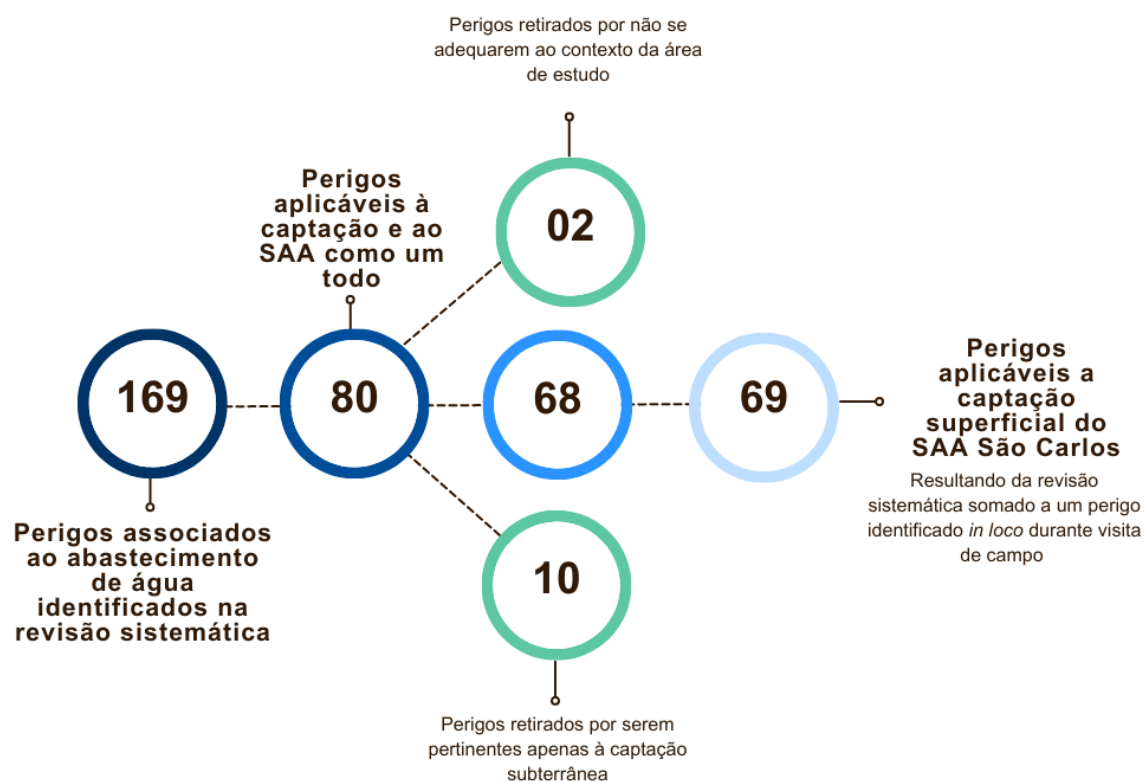 Perigos retirados por não se
adequarem ao contexto da área
de estudo
02
Perigos
aplicáveis à
captação e ao
SAA como um
todo
169
80
68
69
Perigos
aplicáveis a
captação
superficial do
SAA São Carlos
Resultando da revisão
sistemática somado a um perigo
identificado in loco durante visita
de campo
Perigos associados
ao abastecimento
de água
identificados na
revisão sistemática
10
Perigos retirados por serem
pertinentes apenas à captação
subterrânea